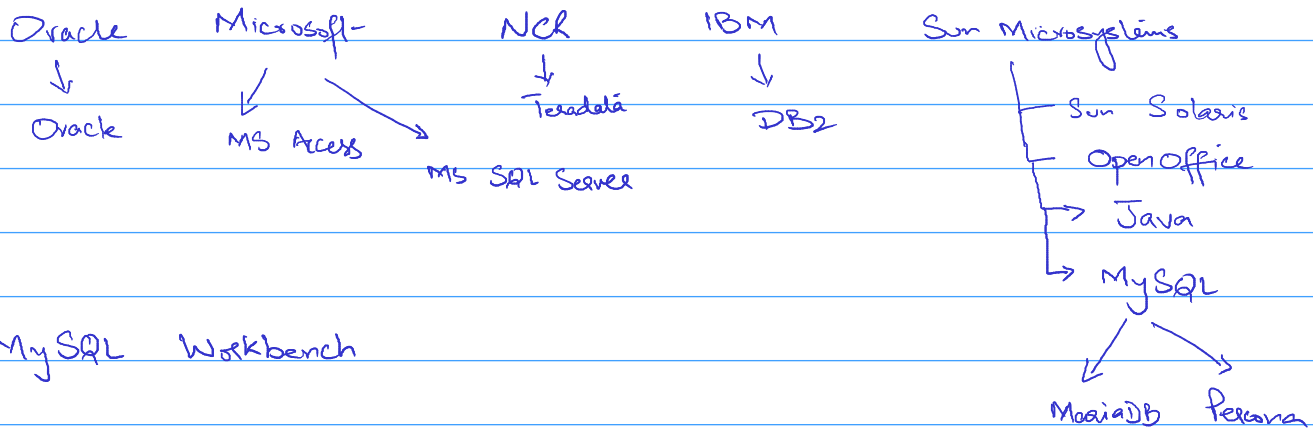 Oracle Microsoft NCR IBM Sun Microsystems
Oracle MS Access Teradata DB2 Sun Solaris
MS SQL Server OpenOffice
Java
MySQL
MySQL Workbench
MariaDB Percona